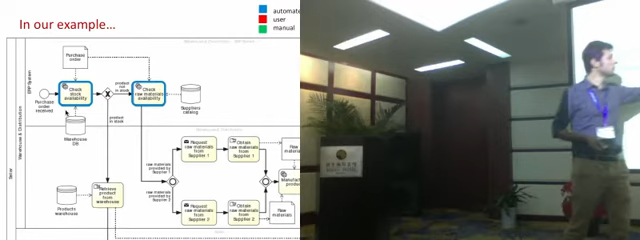 In our example...
automate
user
manual
Purchase order
ERP System
Purchase order received
Check stock availability
product not in stock
Check raw materials availability
Suppliers catalog
product in stock
Warehouse DB
Warehouse & Distribution
Seller
Request raw materials from Supplier 1
Obtain raw materials from Supplier 1
raw materials provided by Supplier 1
raw materials provided by Supplier 2
Raw materials
Manufacture product
Products warehouse
Retrieve product from warehouse
Request raw materials from Supplier 2
Obtain raw materials from Supplier 2
Raw materials